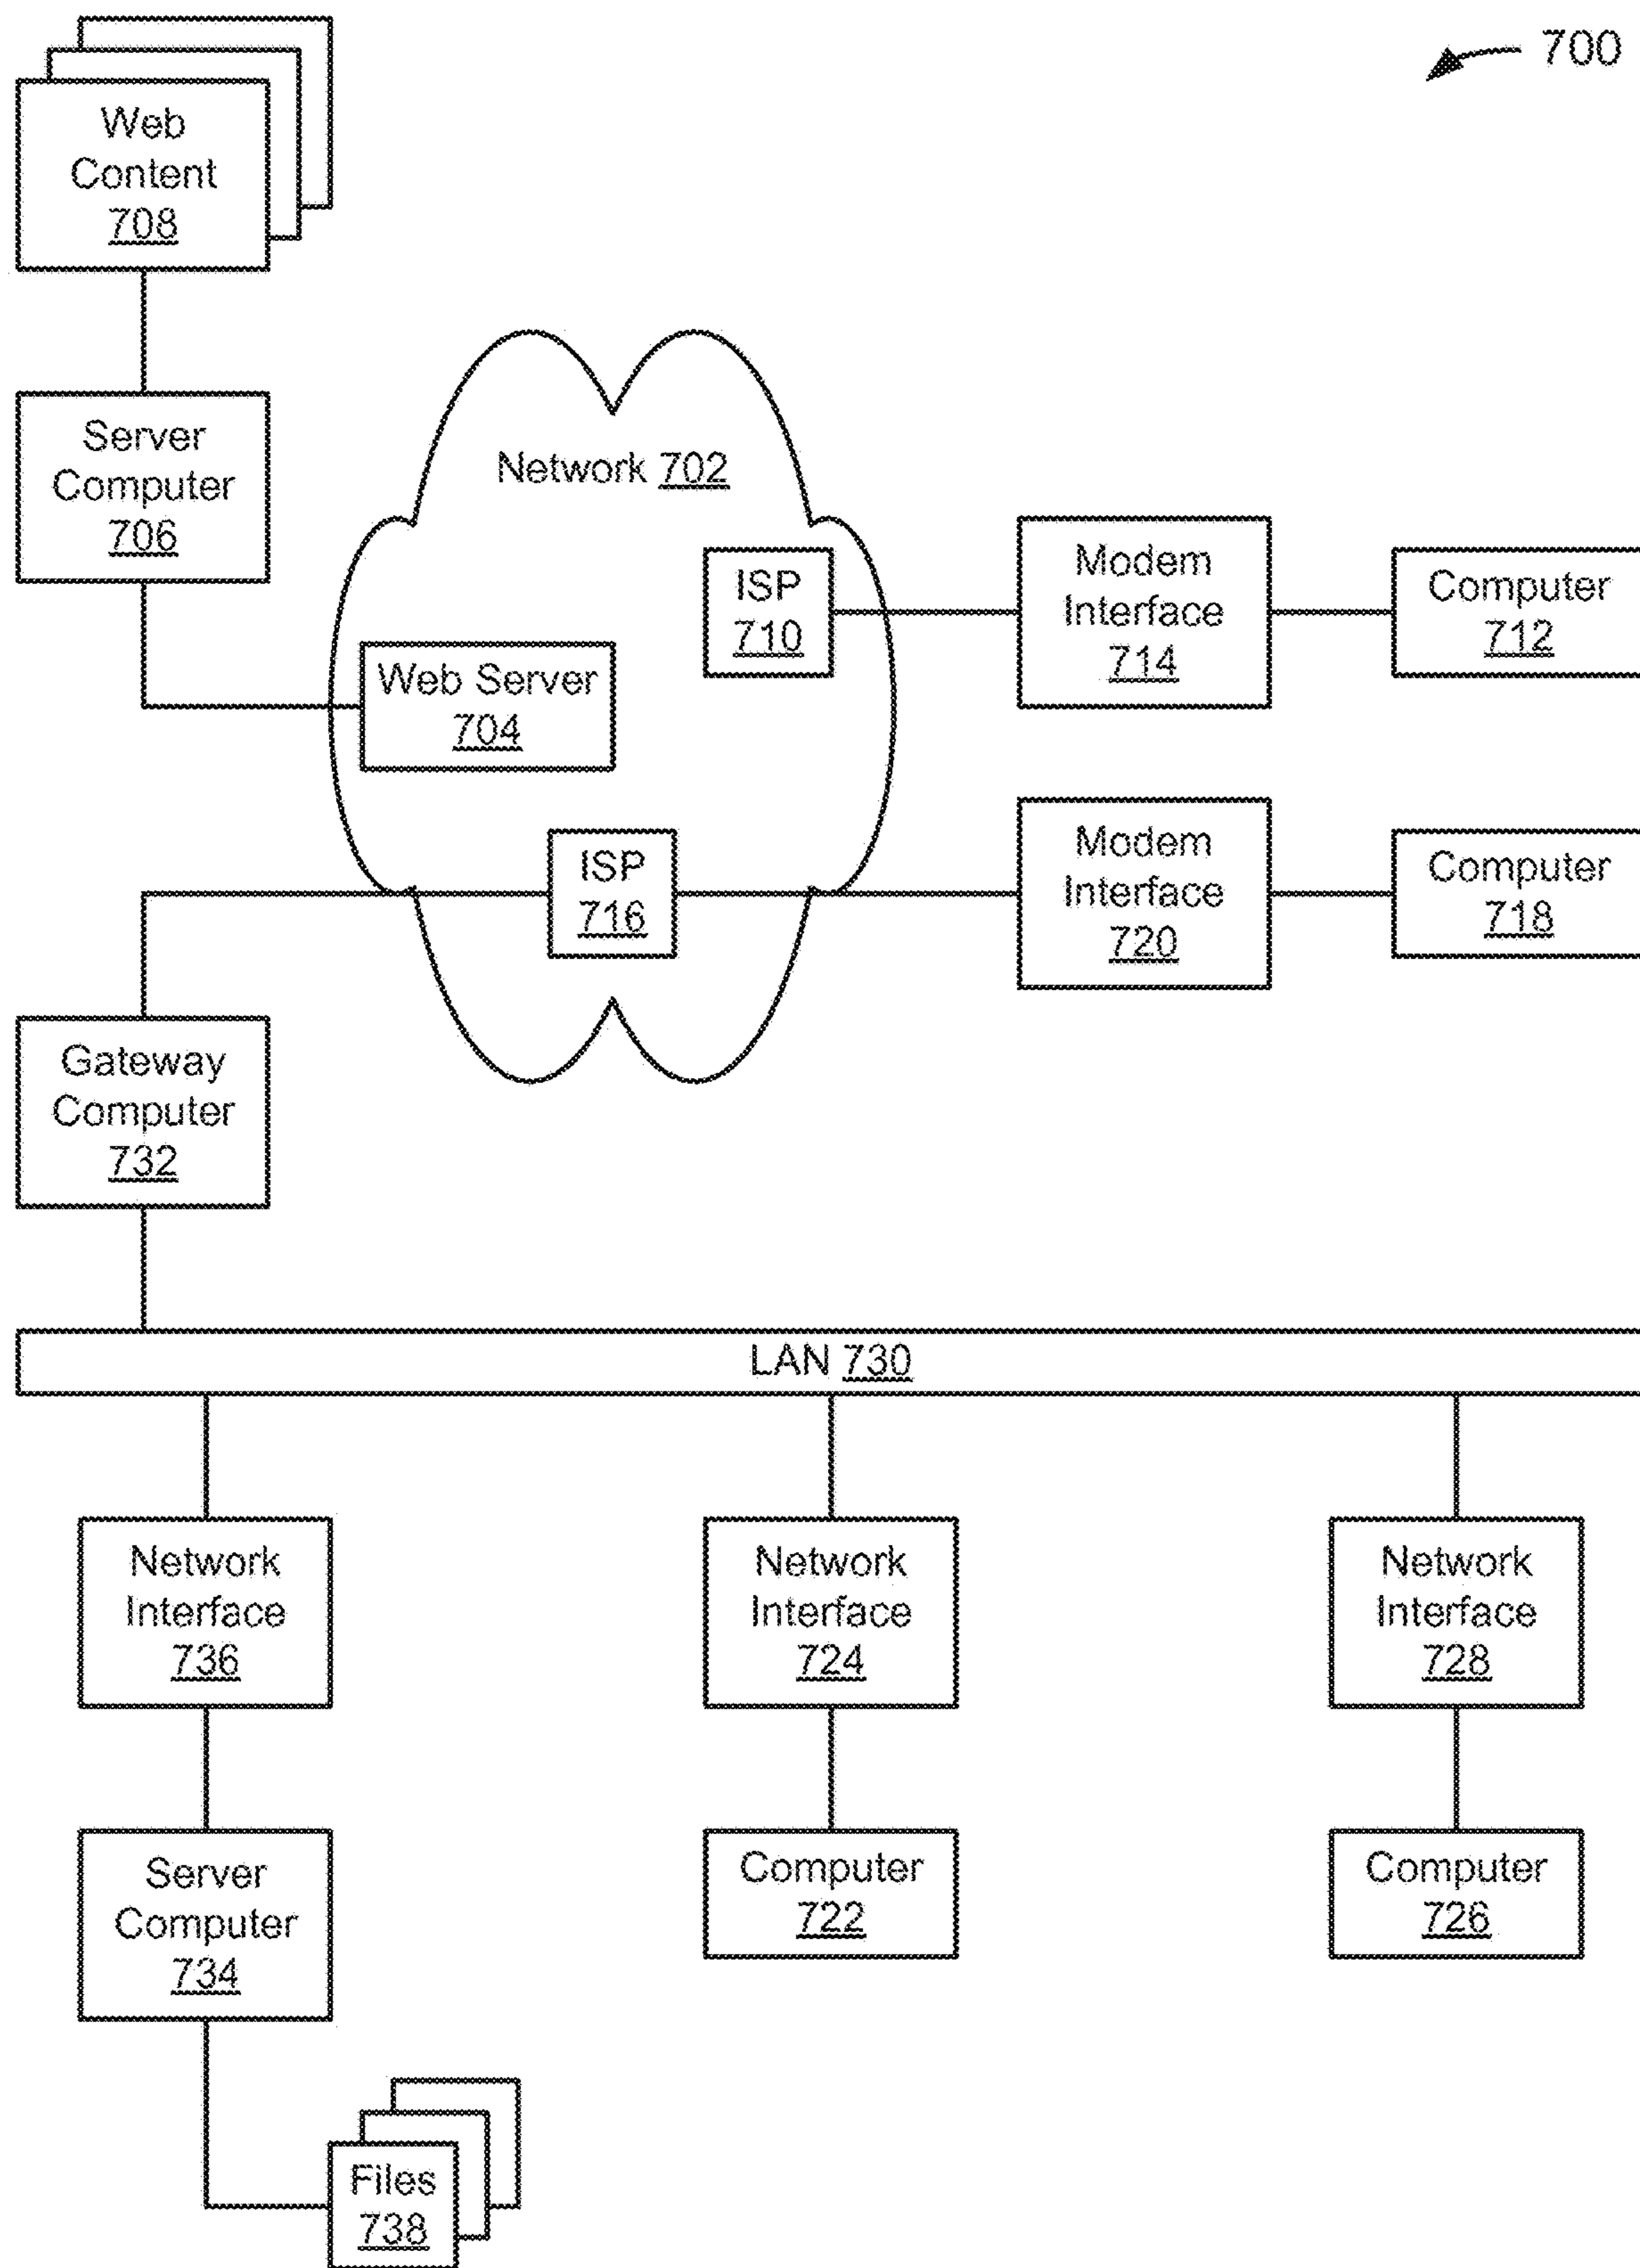 700
Web
Content
708
Server
Computer
706
Network 702
ISP
710
Modem
Interface
714
Computer
712
Web Server
704
ISP
716
Modem
Interface
720
Computer
718
Gateway
Computer
732
LAN 730
Network
Interface
736
Network
Interface
724
Network
Interface
728
Server
Computer
734
Computer
722
Computer
726
Files
738